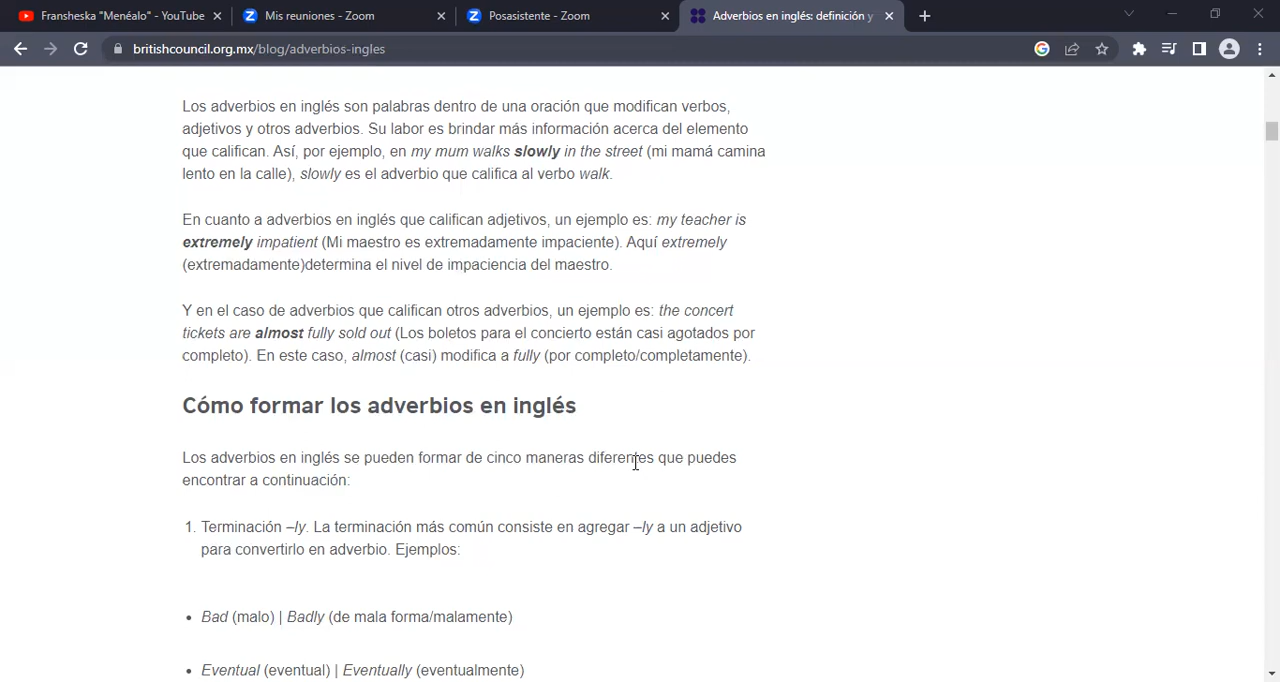 Fransheska "Menéalo" - YouTube
Mis reuniones - Zoom
Posasistente - Zoom
Adverbios en inglés: definición y
britishcouncil.org.mx/blog/adverbios-ingles
Los adverbios en inglés son palabras dentro de una oración que modifican verbos,
adjetivos y otros adverbios. Su labor es brindar más información acerca del elemento
que califican. Así, por ejemplo, en my mum walks slowly in the street (mi mamá camina
lento en la calle), slowly es el adverbio que califica al verbo walk.
En cuanto a adverbios en inglés que califican adjetivos, un ejemplo es: my teacher is
extremely impatient (Mi maestro es extremadamente impaciente). Aquí extremely
(extremadamente)determina el nivel de impaciencia del maestro.
Y en el caso de adverbios que califican otros adverbios, un ejemplo es: the concert
tickets are almost fully sold out (Los boletos para el concierto están casi agotados por
completo). En este caso, almost (casi) modifica a fully (por completo/completamente).
Cómo formar los adverbios en inglés
Los adverbios en inglés se pueden formar de cinco maneras diferentes que puedes
encontrar a continuación:
1. Terminación –ly. La terminación más común consiste en agregar –ly a un adjetivo
para convertirlo en adverbio. Ejemplos:
• Bad (malo) | Badly (de mala forma/malamente)
• Eventual (eventual) | Eventually (eventualmente)